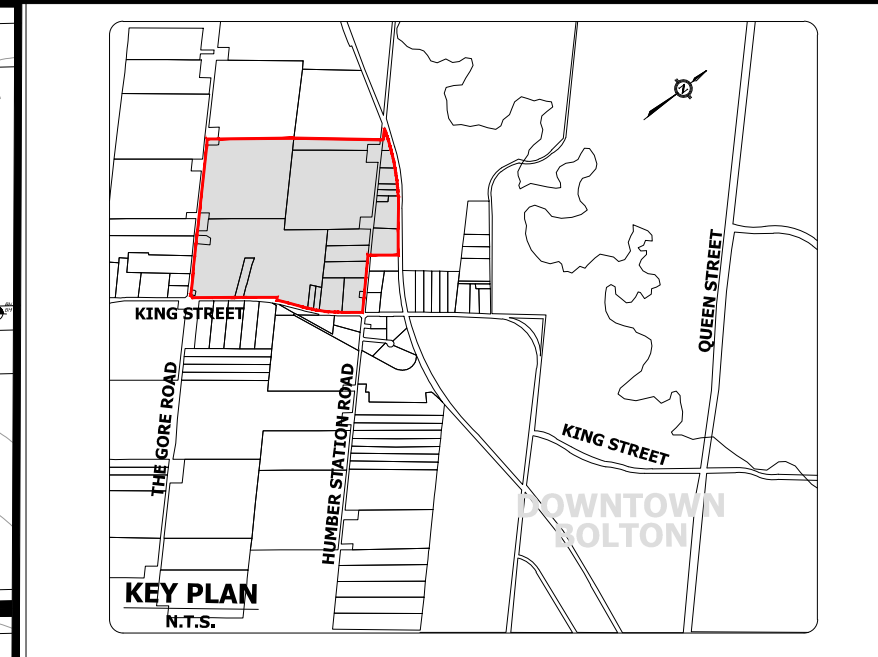 N
QUEEN STREET
KING STREET
THE GORE ROAD
HUMBER STATION ROAD
KING STREET
DOWNTOWN
BOLTON
KEY PLAN
N.T.S.